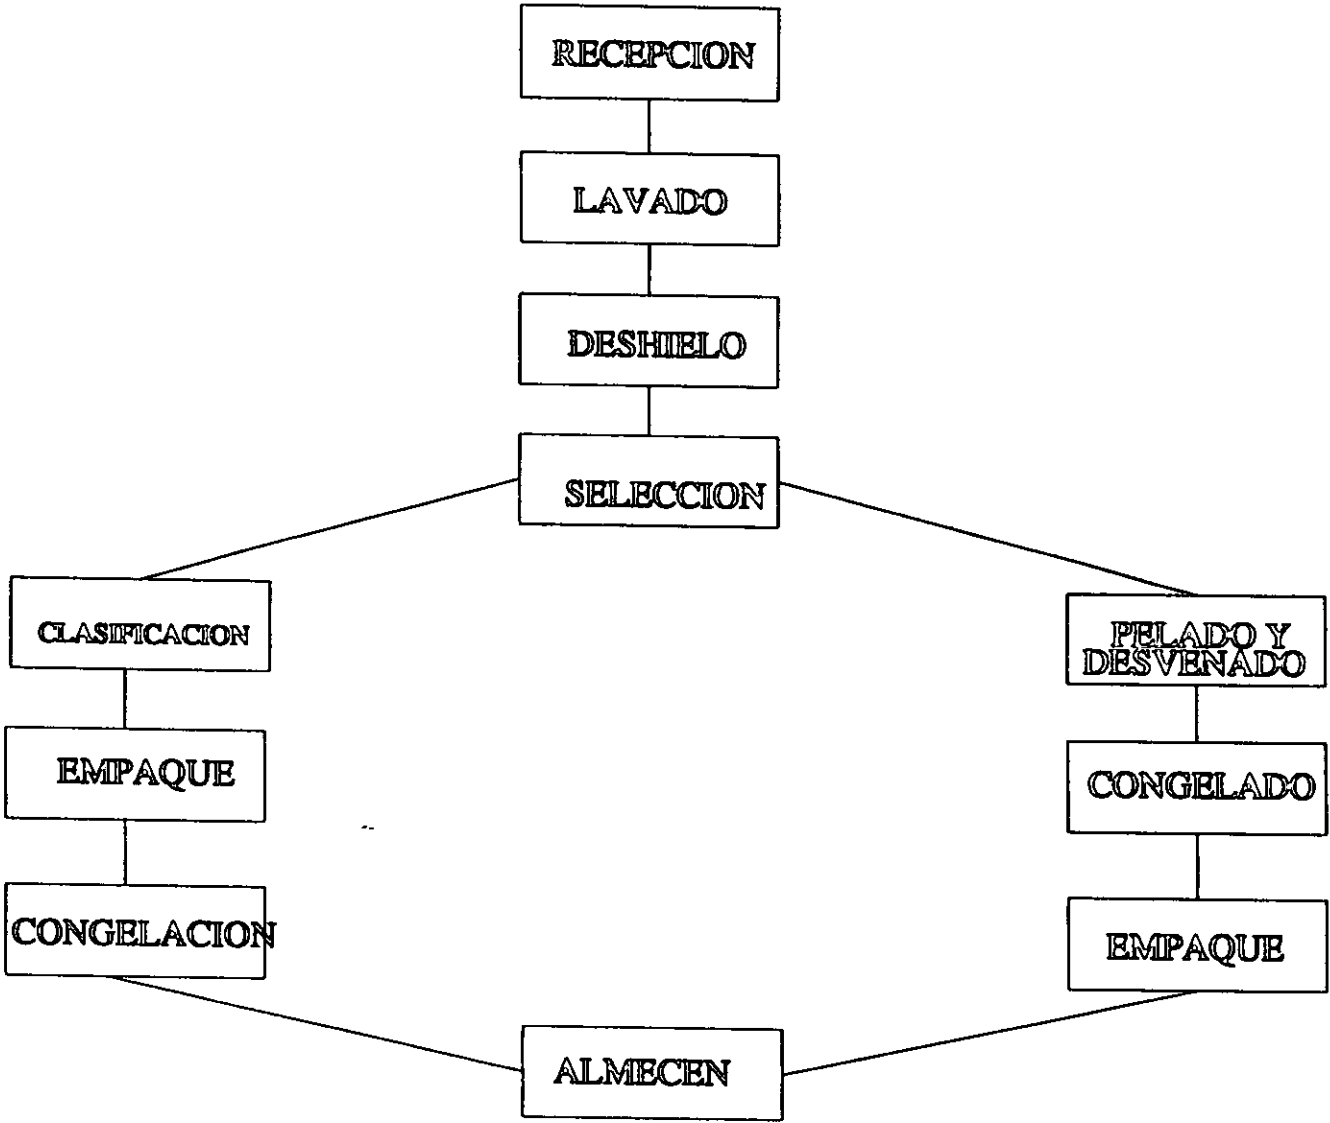 RECEPCION
LAVADO
DESHIELO
SELECCION
CLASIFICACION
EMPAQUE
CONGELACION
PELADO Y
DESVENADO
CONGELADO
EMPAQUE
ALMECEN